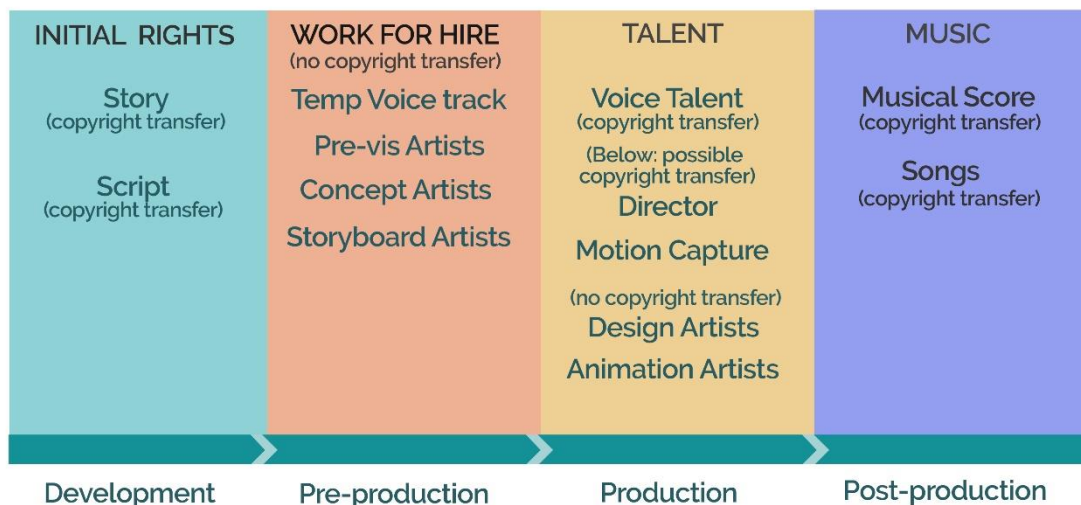 INITIAL RIGHTS
Story
(copyright transfer)
Script
(copyright transfer)
WORK FOR HIRE
(no copyright transfer)
Temp Voice track
Pre-vis Artists
Concept Artists
Storyboard Artists
TALENT
Voice Talent
(copyright transfer)
(Below: possible
copyright transfer)
Director
Motion Capture
(no copyright transfer)
Design Artists
Animation Artists
MUSIC
Musical Score
(copyright transfer)
Songs
(copyright transfer)
Development
Pre-production
Production
Post-production